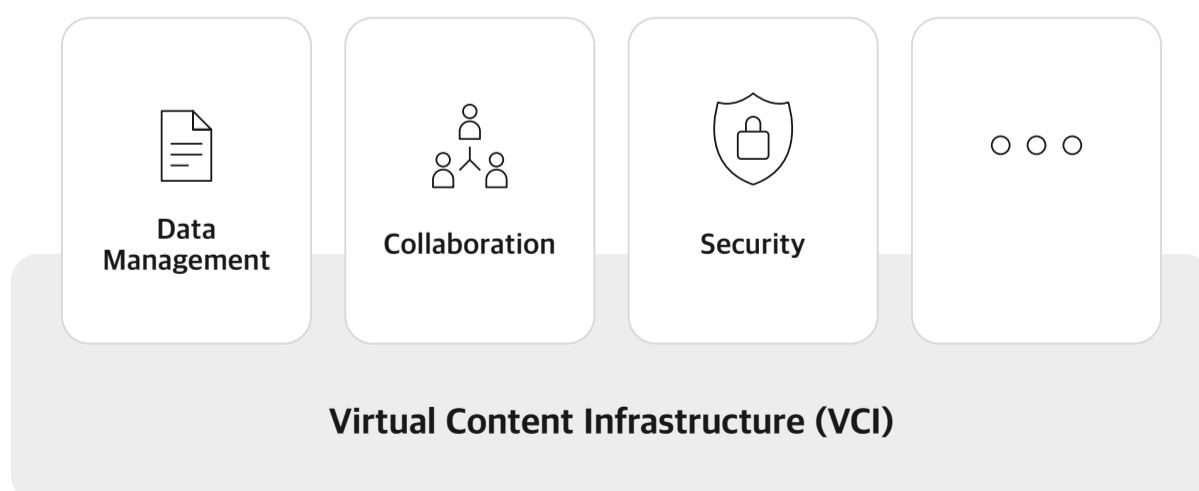 Data
Management
Collaboration
Security
Virtual Content Infrastructure (VCI)